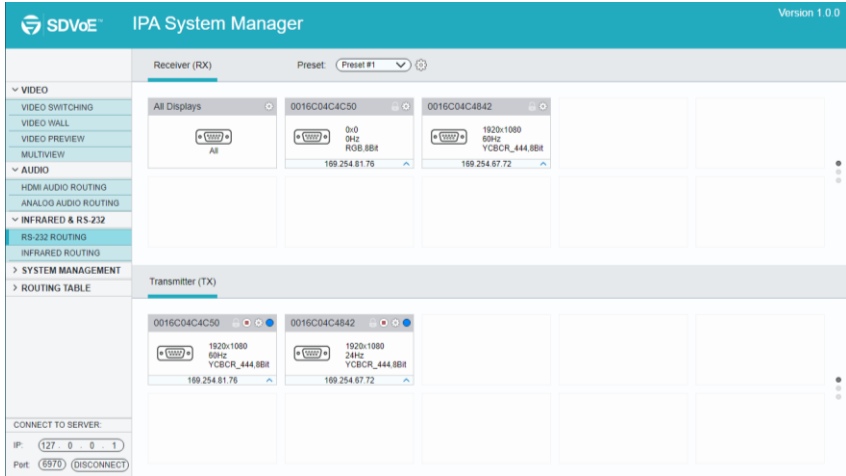 SDVoE™
IPA System Manager
Version 1.0.0
Receiver (RX)
Preset: Preset #1
VIDEO
VIDEO SWITCHING
VIDEO WALL
VIDEO PREVIEW
MULTIVIEW
AUDIO
HDMI AUDIO ROUTING
ANALOG AUDIO ROUTING
INFRARED & RS-232
RS-232 ROUTING
INFRARED ROUTING
SYSTEM MANAGEMENT
ROUTING TABLE
All Displays
All
0016C04C4C50
0x0
0Hz
RGB,8Bit
169.254.81.76
0016C04C4842
1920x1080
60Hz
YCBCR_444,8Bit
169.254.67.72
Transmitter (TX)
0016C04C4C50
1920x1080
60Hz
YCBCR_444,8Bit
169.254.81.76
0016C04C4842
1920x1080
24Hz
YCBCR_444,8Bit
169.254.67.72
CONNECT TO SERVER:
IP: 127 . 0 . 0 . 1
Port: 6970 DISCONNECT